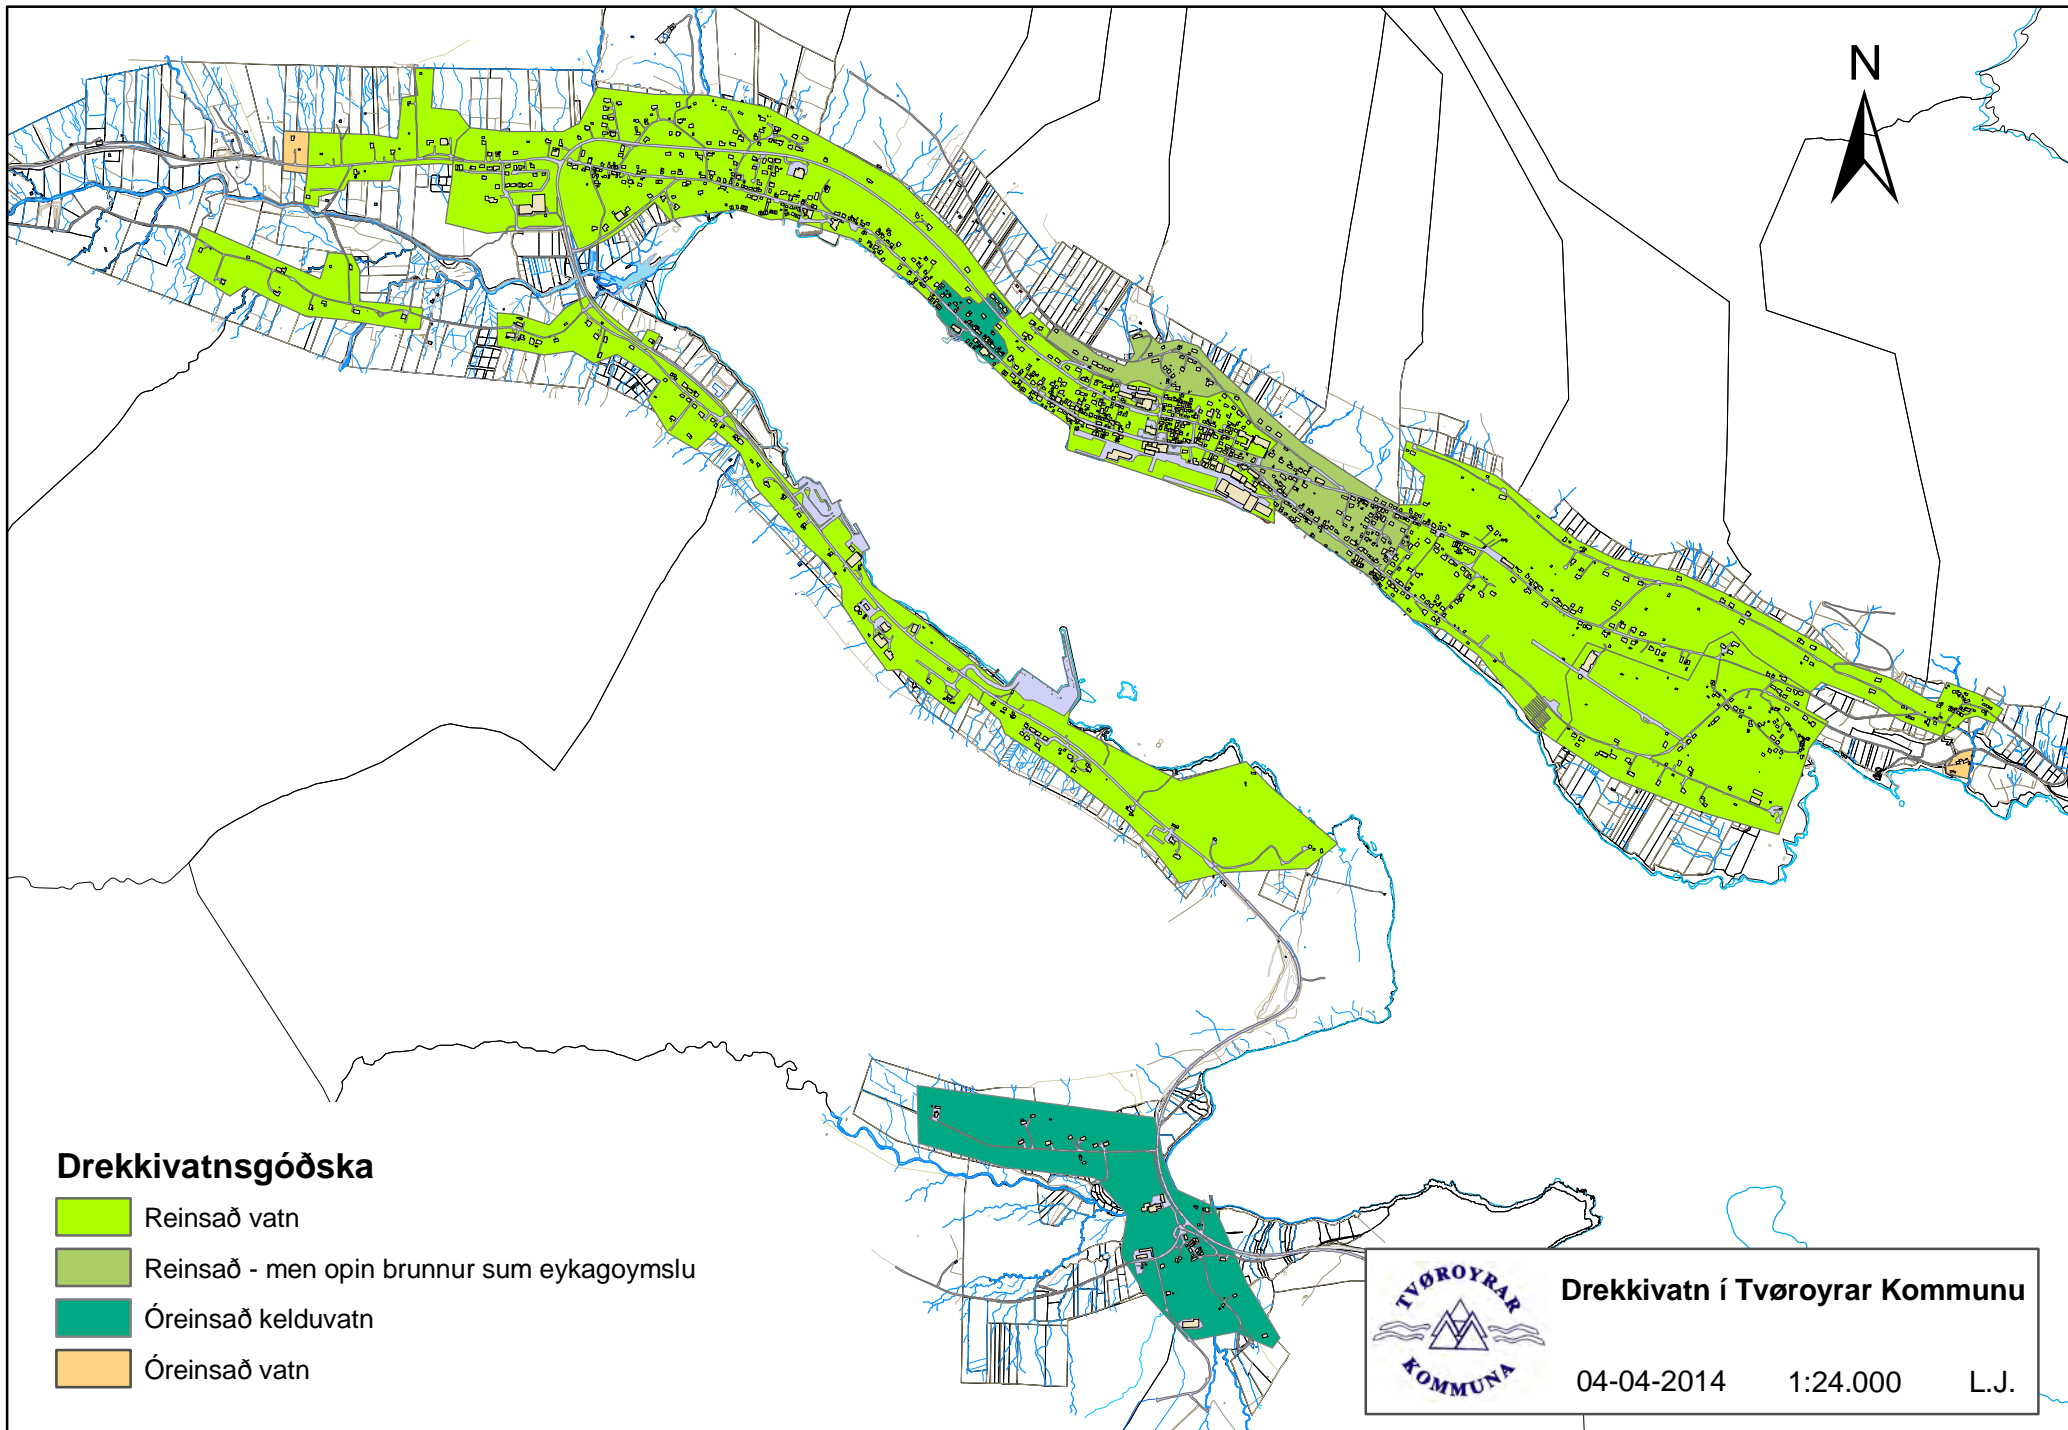 N
Drekkivatnsgóðska
Reinsað vatn
Reinsað - men opin brunnur sum eykagoymslu
Óreinsað kelduvatn
Óreinsað vatn
TVØROYRAR
KOMMUNA
Drekkivatn í Tvøroyrar Kommunu
04-04-2014 1:24.000 L.J.